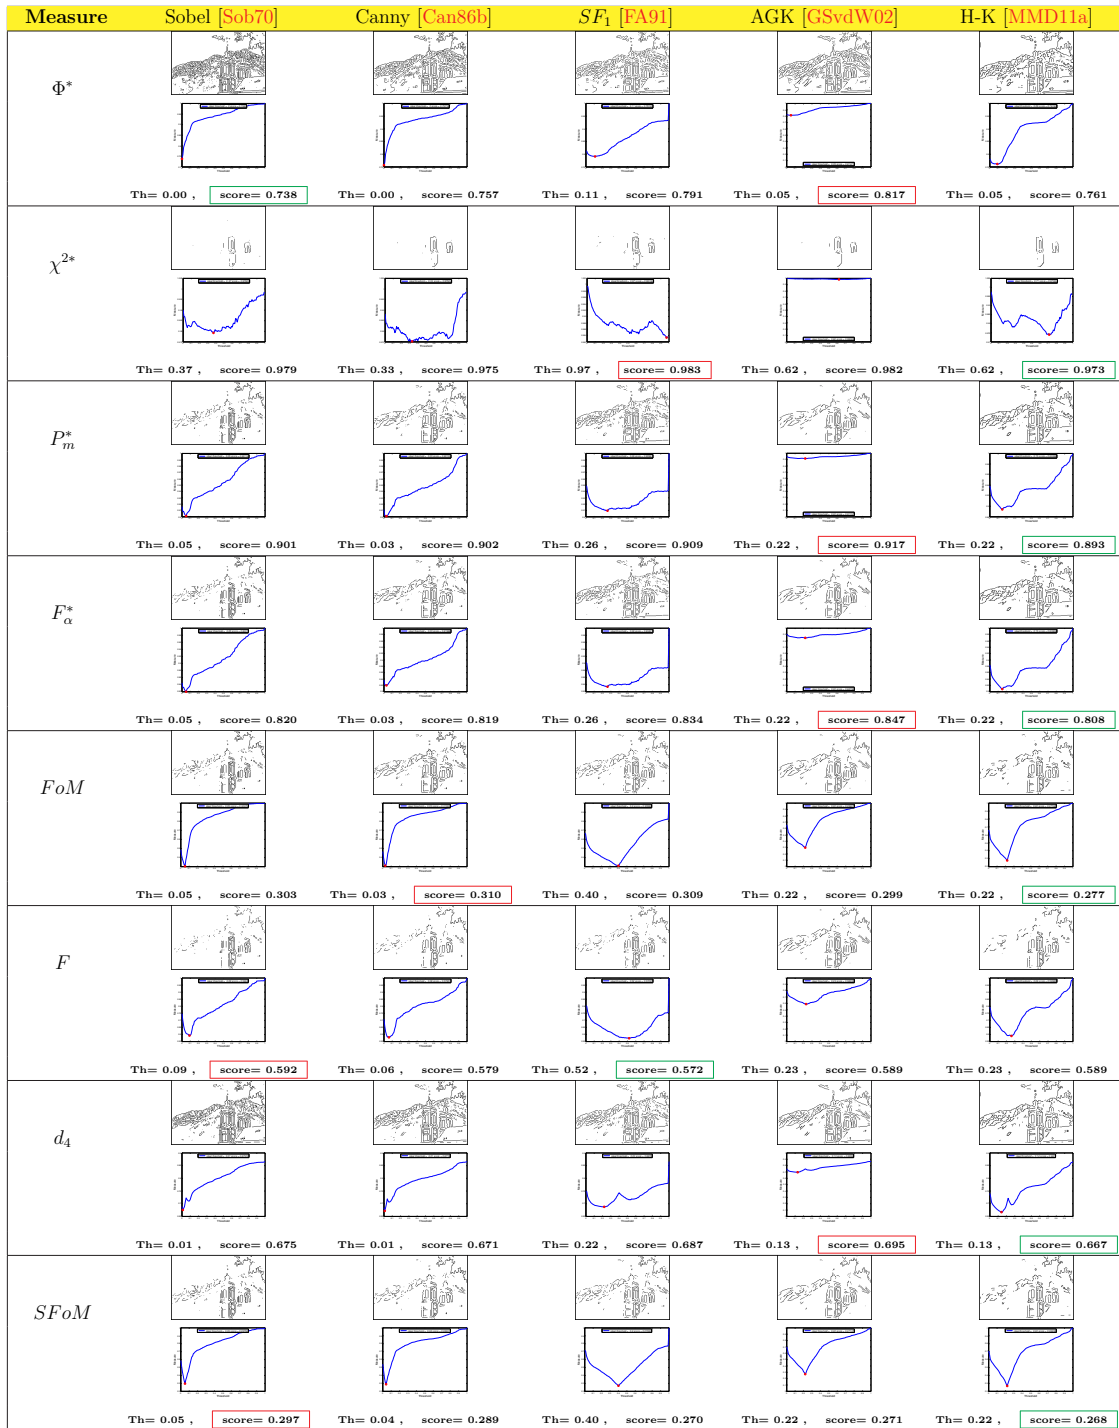 Measure Sobel [Sob70] Canny [Can86b] SF₁ [FA91] AGK [GSvdW02] H-K [MMD11a]
Φ*
Th= 0.00 , score= 0.738 Th= 0.00 , score= 0.757 Th= 0.11 , score= 0.791 Th= 0.05 , score= 0.817 Th= 0.05 , score= 0.761
χ²*
Th= 0.37 , score= 0.979 Th= 0.33 , score= 0.975 Th= 0.97 , score= 0.983 Th= 0.62 , score= 0.982 Th= 0.62 , score= 0.973
P*ₘ
Th= 0.05 , score= 0.901 Th= 0.03 , score= 0.902 Th= 0.26 , score= 0.909 Th= 0.22 , score= 0.917 Th= 0.22 , score= 0.893
F*α
Th= 0.05 , score= 0.820 Th= 0.03 , score= 0.819 Th= 0.26 , score= 0.834 Th= 0.22 , score= 0.847 Th= 0.22 , score= 0.808
FoM
Th= 0.05 , score= 0.303 Th= 0.03 , score= 0.310 Th= 0.40 , score= 0.309 Th= 0.22 , score= 0.299 Th= 0.22 , score= 0.277
F
Th= 0.09 , score= 0.592 Th= 0.06 , score= 0.579 Th= 0.52 , score= 0.572 Th= 0.23 , score= 0.589 Th= 0.23 , score= 0.589
d₄
Th= 0.01 , score= 0.675 Th= 0.01 , score= 0.671 Th= 0.22 , score= 0.687 Th= 0.13 , score= 0.695 Th= 0.13 , score= 0.667
SFoM
Th= 0.05 , score= 0.297 Th= 0.04 , score= 0.289 Th= 0.40 , score= 0.270 Th= 0.22 , score= 0.271 Th= 0.22 , score= 0.268